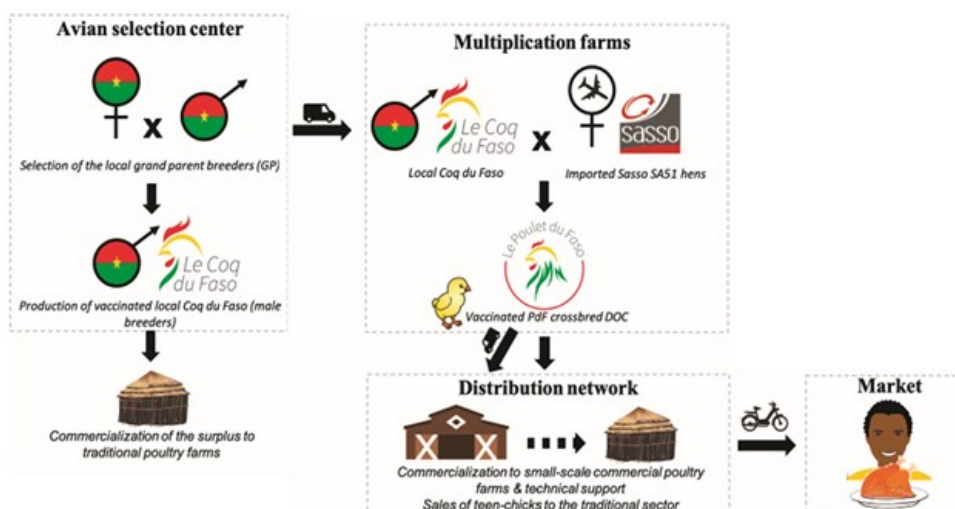 Avian selection center
Selection of the local grand parent breeders (GP)
Le Coq
du Faso
Production of vaccinated local Coq du Faso (male
breeders)
Commercialization of the surplus to
traditional poultry farms
Multiplication farms
Le Coq
du Faso
Local Coq du Faso
x
sasso
Imported Sasso SA51 hens
Le Poulet du Faso
Vaccinated PdF crossbred DOC
Distribution network
Commercialization to small-scale commercial poultry
farms & technical support
Sales of teen-chicks to the traditional sector
Market